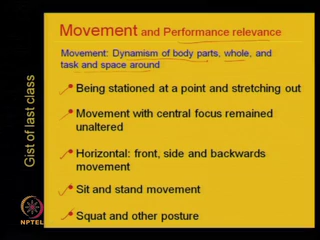 Movement and Performance relevance
Movement: Dynamism of body parts, whole, and
task and space around
Being stationed at a point and stretching out
Movement with central focus remained
unaltered
Horizontal: front, side and backwards
movement
Sit and stand movement
Squat and other posture
Gist of last class
NPTEL